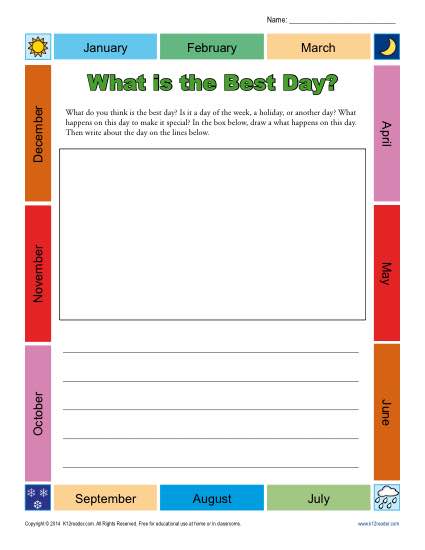 Name: ___________________________
January
February
March
What is the Best Day?
What do you think is the best day? Is it a day of the week, a holiday, or another day? What
happens on this day to make it special? In the box below, draw a what happens on this day.
Then write about the day on the lines below.
April
May
June
July
August
September
October
November
December
Copyright © 2014 K12reader.com. All Rights Reserved. Free for educational use at home or in classrooms.
www.k12reader.com